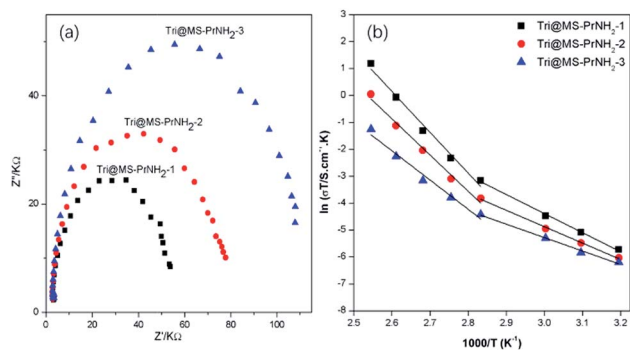 (a)
Tri@MS-PrNH2-3
Tri@MS-PrNH2-2
Tri@MS-PrNH2-1
Z''/KΩ
40
20
0
0 20 40 60 80 100
Z'/KΩ
(b)
Tri@MS-PrNH2-1
Tri@MS-PrNH2-2
Tri@MS-PrNH2-3
ln (σT/S.cm⁻¹.K)
3
2
1
0
-1
-2
-3
-4
-5
-6
-7
-8
2.5 2.6 2.7 2.8 2.9 3.0 3.1 3.2
1000/T (K⁻¹)